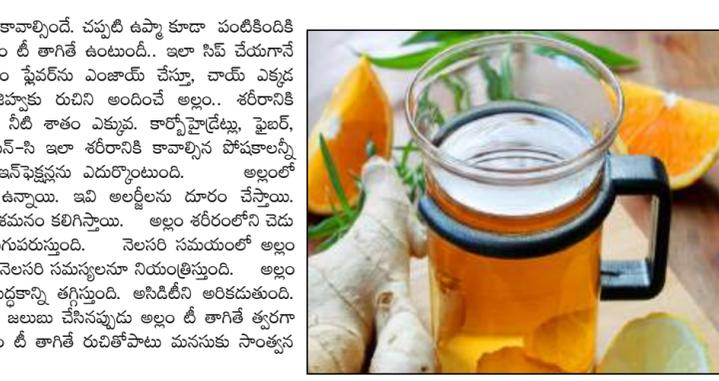 కావాల్సిందే. చప్పటి ఉప్మా కూడా పంటికిందికి
టీ తాగితే ఉంటుందీ.. ఇలా సిప్ చేయగానే
ఫ్లేవర్‌ను ఎంజాయ్ చేస్తూ, చాయ్ ఎక్కడ
రుచిని అందించే అల్లం.. శరీరానికి
నీటి శాతం ఎక్కువ. కార్బోహైడ్రేట్లు, ఫైబర్,
ఇలా శరీరానికి కావాల్సిన పోషకాలన్నీ
ఇన్‌ఫెక్షన్లను ఎదుర్కొంటుంది. అల్లంలో
ఉన్నాయి. ఇవి అలర్జీలను దూరం చేస్తాయి.
కలిగిస్తాయి. అల్లం శరీరంలోని చెడు
నెలసరి సమయంలో అల్లం
నెలసరి సమస్యలనూ నియంత్రిస్తుంది. అల్లం
తగ్గిస్తుంది. అసిడిటీని అరికడుతుంది.
జలుబు చేసినప్పుడు అల్లం టీ తాగితే త్వరగా
టీ తాగితే రుచితోపాటు మనసుకు సాంత్వన